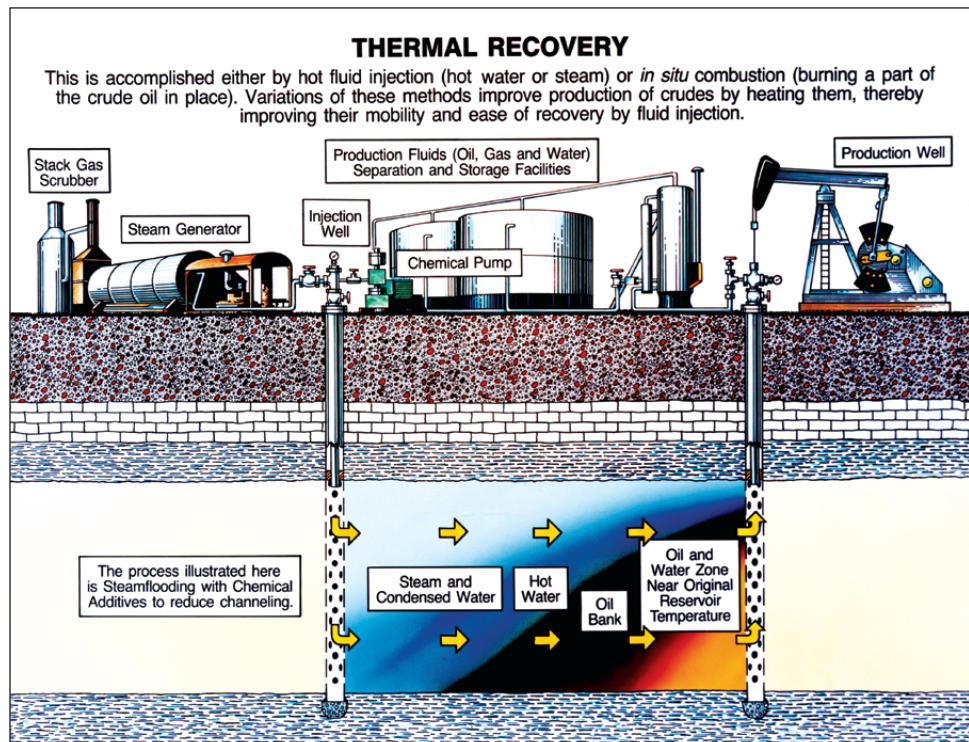 THERMAL RECOVERY
This is accomplished either by hot fluid injection (hot water or steam) or in situ combustion (burning a part of
the crude oil in place). Variations of these methods improve production of crudes by heating them, thereby
improving their mobility and ease of recovery by fluid injection.
Stack Gas
Scrubber
Steam Generator
Injection
Well
Production Fluids (Oil, Gas and Water)
Separation and Storage Facilities
Chemical Pump
Production Well
The process illustrated here
is Steamflooding with Chemical
Additives to reduce channeling.
Steam and
Condensed Water
Hot
Water
Oil
Bank
Oil and
Water Zone
Near Original
Reservoir
Temperature